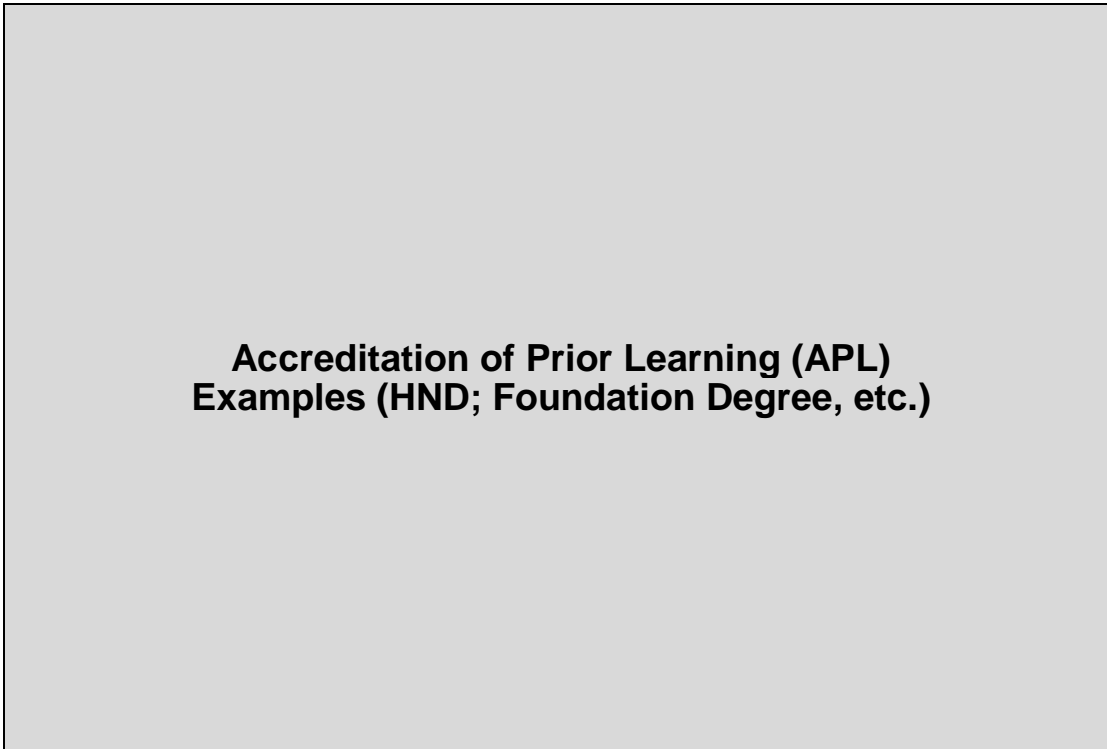 Accreditation of Prior Learning (APL)
Examples (HND; Foundation Degree, etc.)